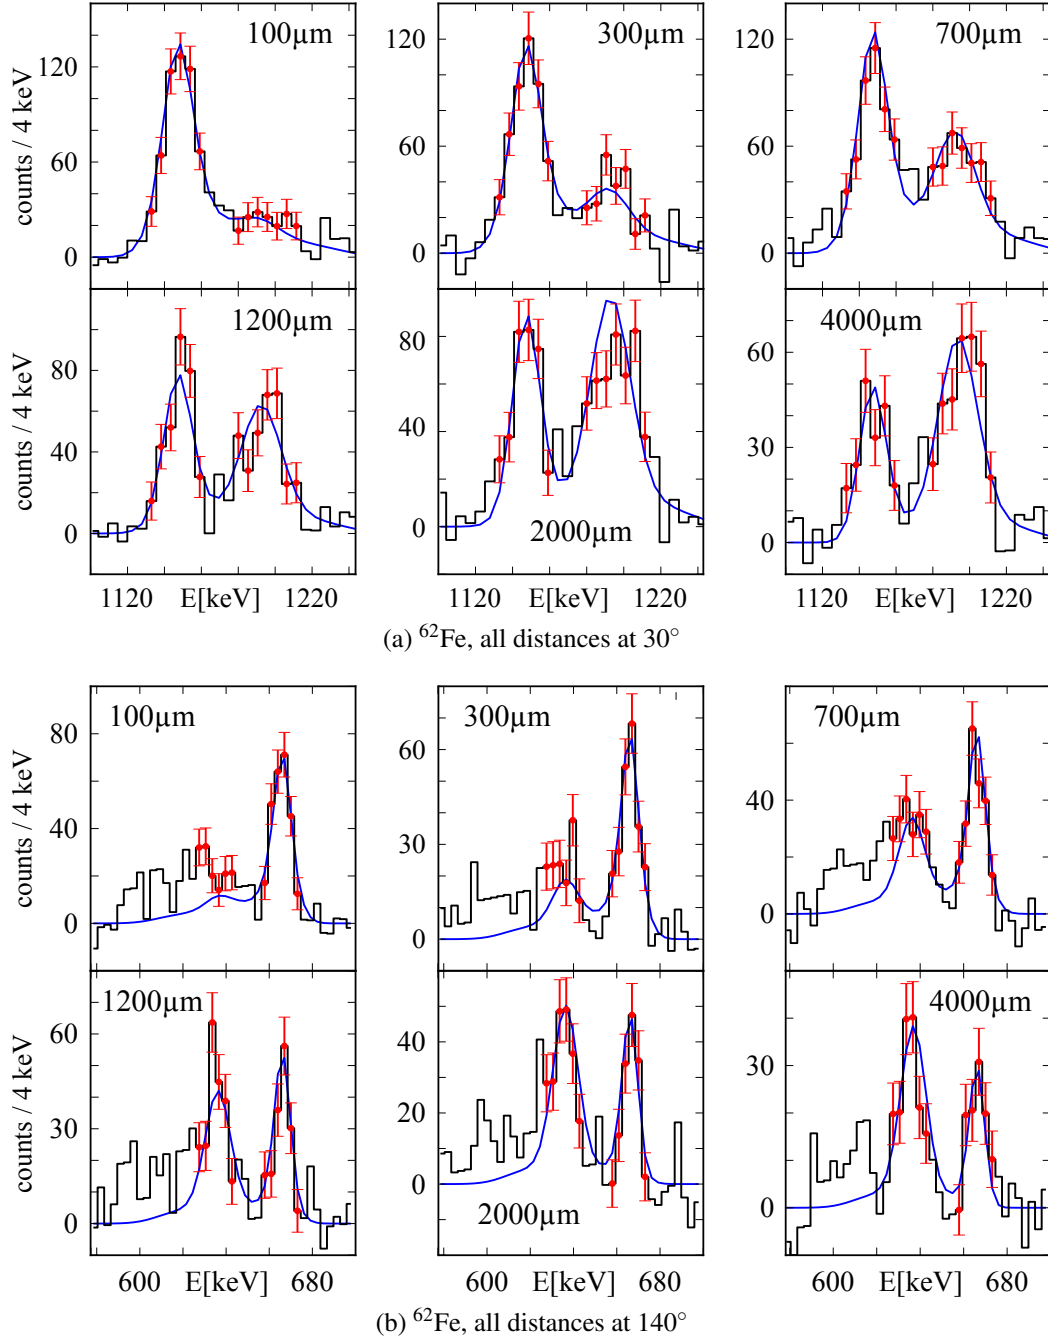 100µm 300µm 700µm
counts / 4 keV
120 120 120
60 60 60
0 0 0
1200µm 2000µm 4000µm
counts / 4 keV
80 80 60
40 40 30
0 0 0
1120 E[keV] 1220 1120 E[keV] 1220 1120 E[keV] 1220
(a) ⁶²Fe, all distances at 30°
100µm 300µm 700µm
counts / 4 keV
80 60 40
40 30 0
0 0
1200µm 2000µm 4000µm
counts / 4 keV
60 40 30
30 20 0
0 0
600 E[keV] 680 600 E[keV] 680 600 E[keV] 680
(b) ⁶²Fe, all distances at 140°